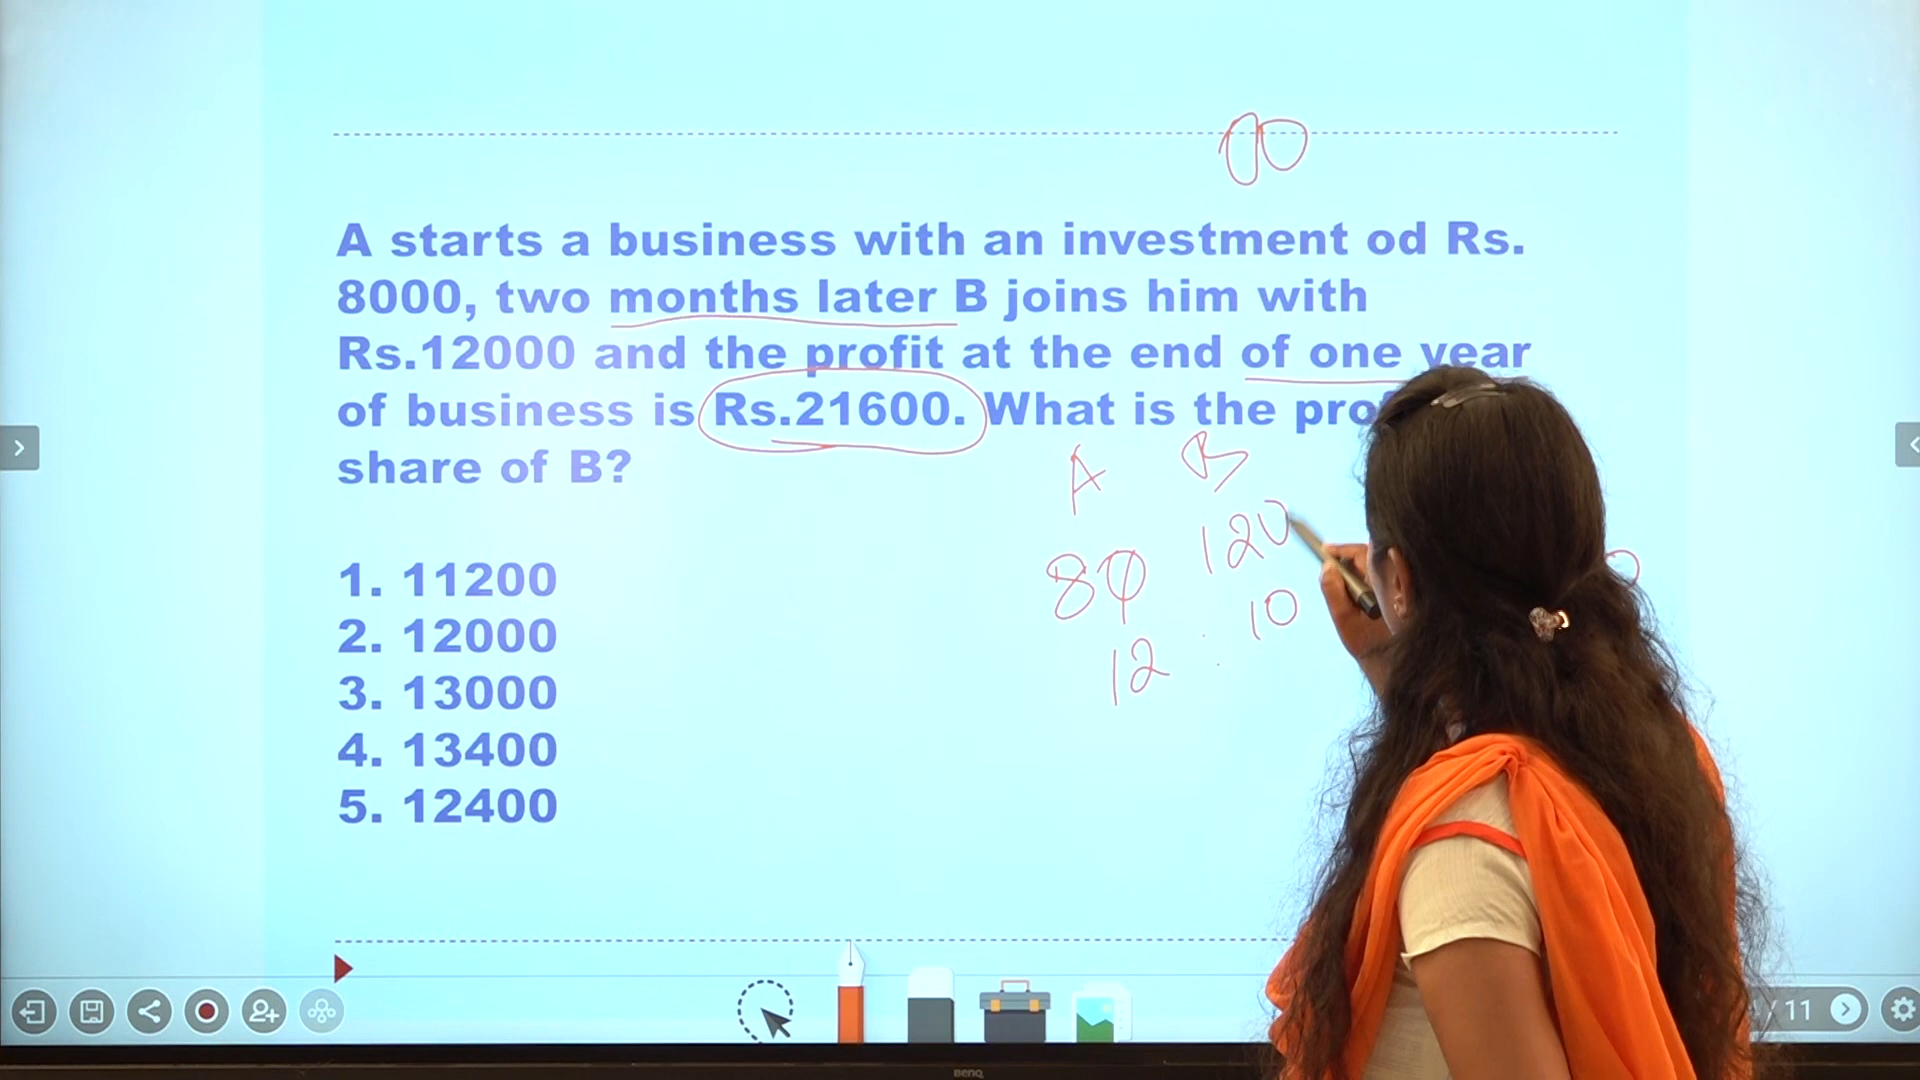 00
A starts a business with an investment od Rs.
8000, two months later B joins him with
Rs.12000 and the profit at the end of one year
of business is Rs.21600. What is the
share of B?
A B
80 120
12 : 10
1. 11200
2. 12000
3. 13000
4. 13400
5. 12400
/ 11
BenQ